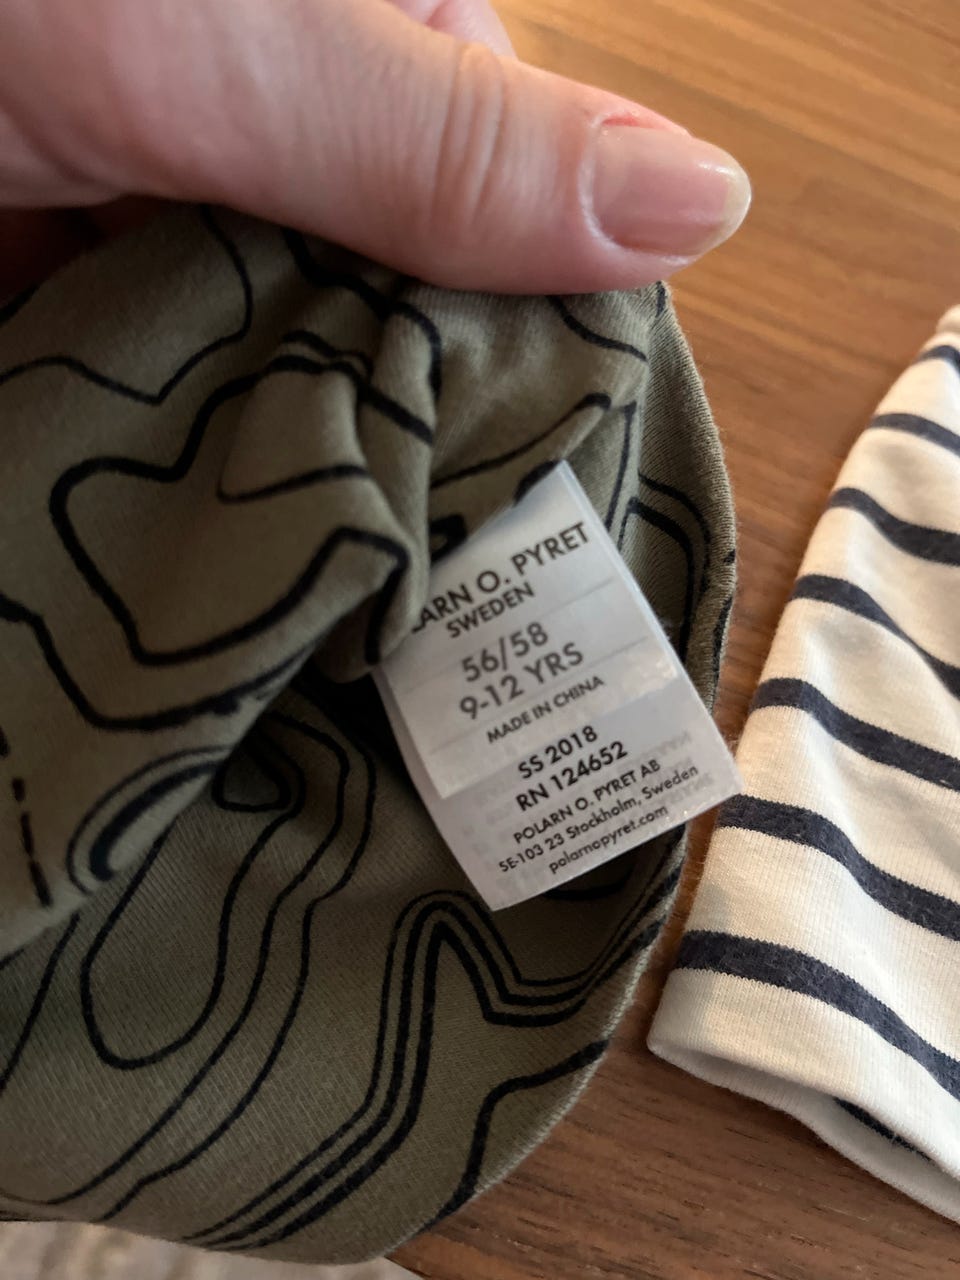 ARN O. PYRET
SWEDEN
56/58
9-12 YRS
MADE IN CHINA
SS 2018
RN 124652
POLARN O. PYRET AB
SE-103 23 Stockholm, Sweden
polarnopyret.com